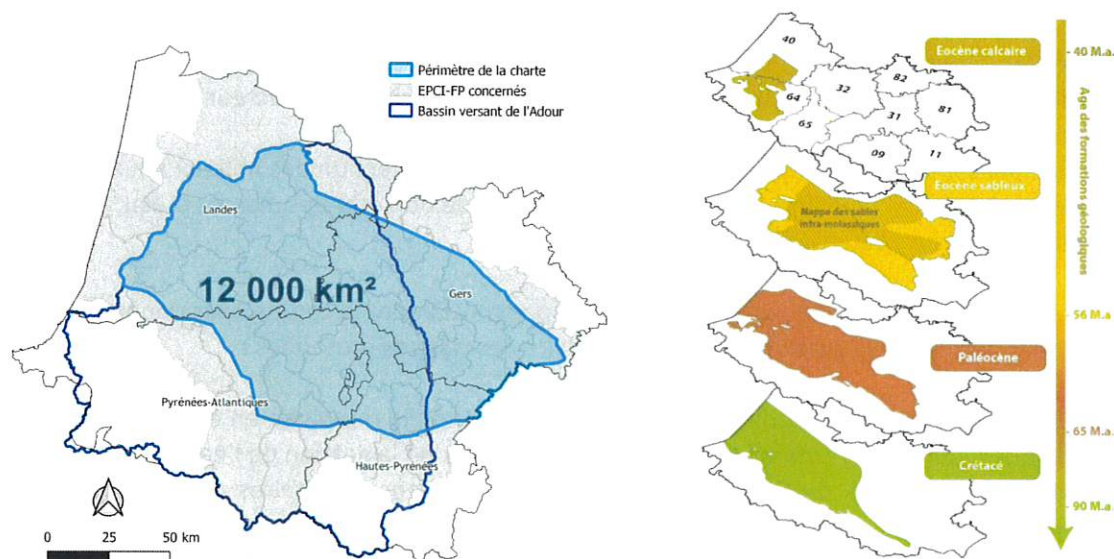 Périmètre de la charte
EPCI-FP concernés
Bassin versant de l'Adour
Landes
12 000 km²
Gers
Pyrénées-Atlantiques
Hautes-Pyrénées
0 25 50 km
40
64
65
32
82
31
81
09
11
Eocène calcaire
Eocène sableux
Nappe des sables
infra-molassiques
Paléocène
Crétacé
40 M.a.
56 M.a
65 M.a.
90 M.a.
Age des formations géologiques